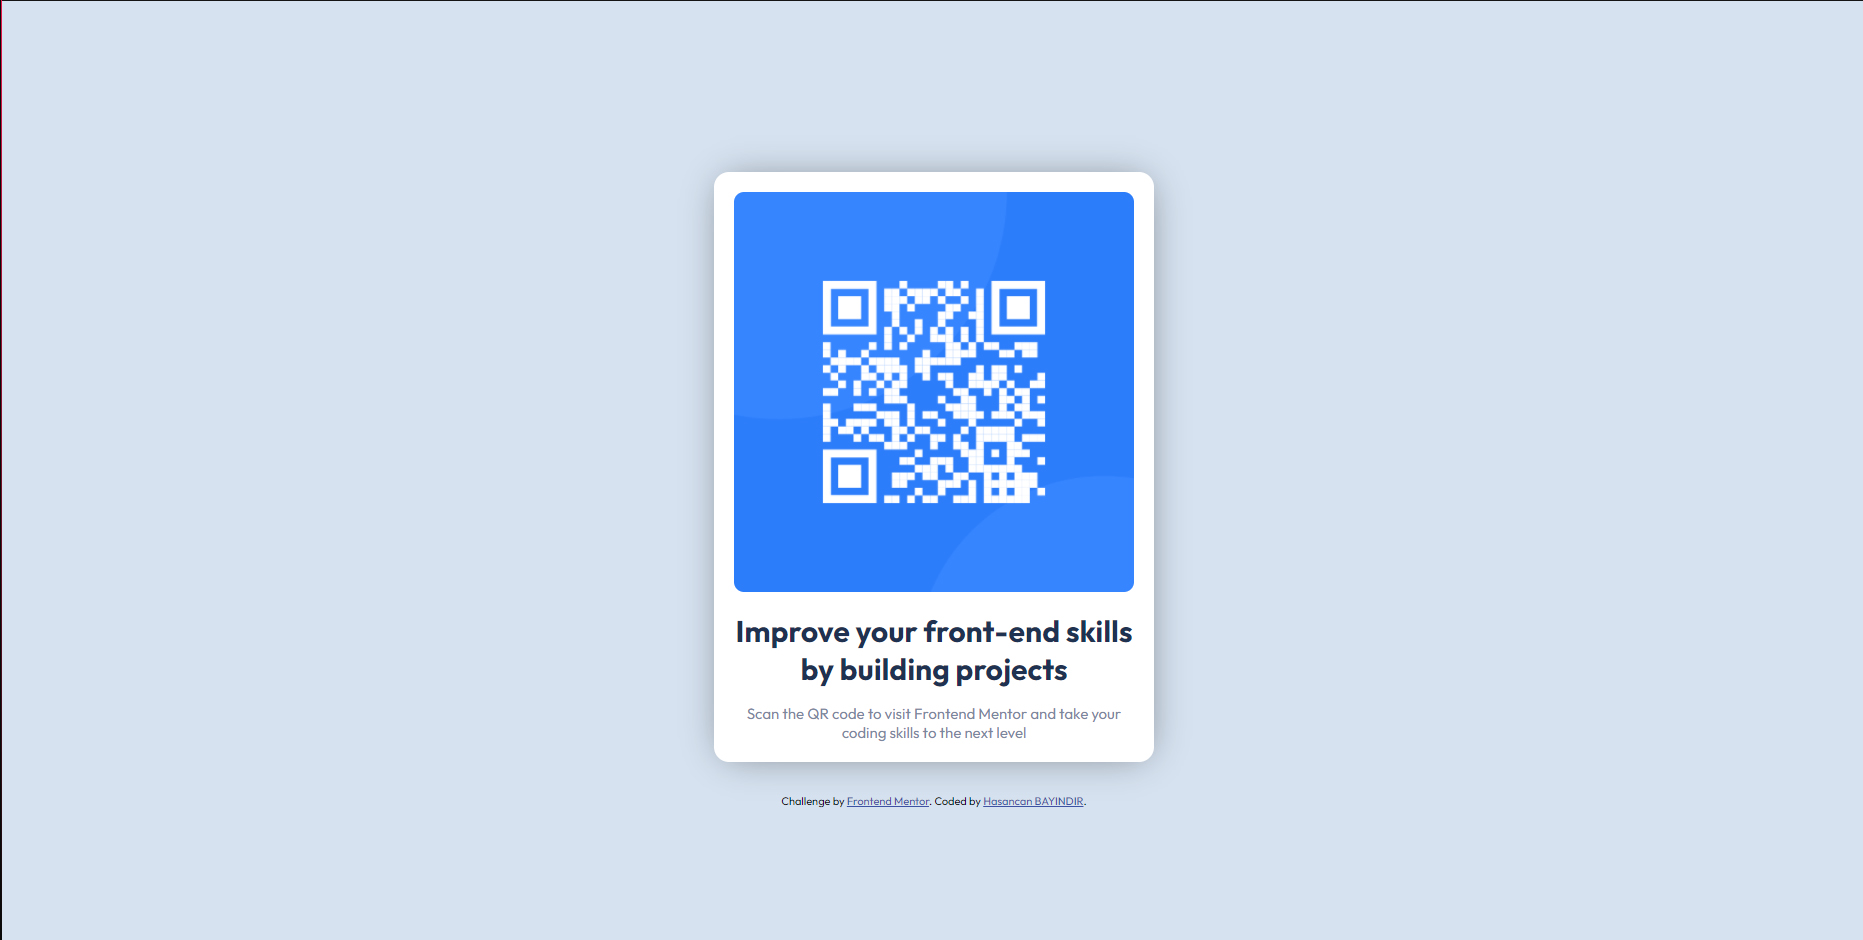 Improve your front-end skills
by building projects
Scan the QR code to visit Frontend Mentor and take your
coding skills to the next level
Challenge by Frontend Mentor. Coded by Hasancan BAYINDIR.